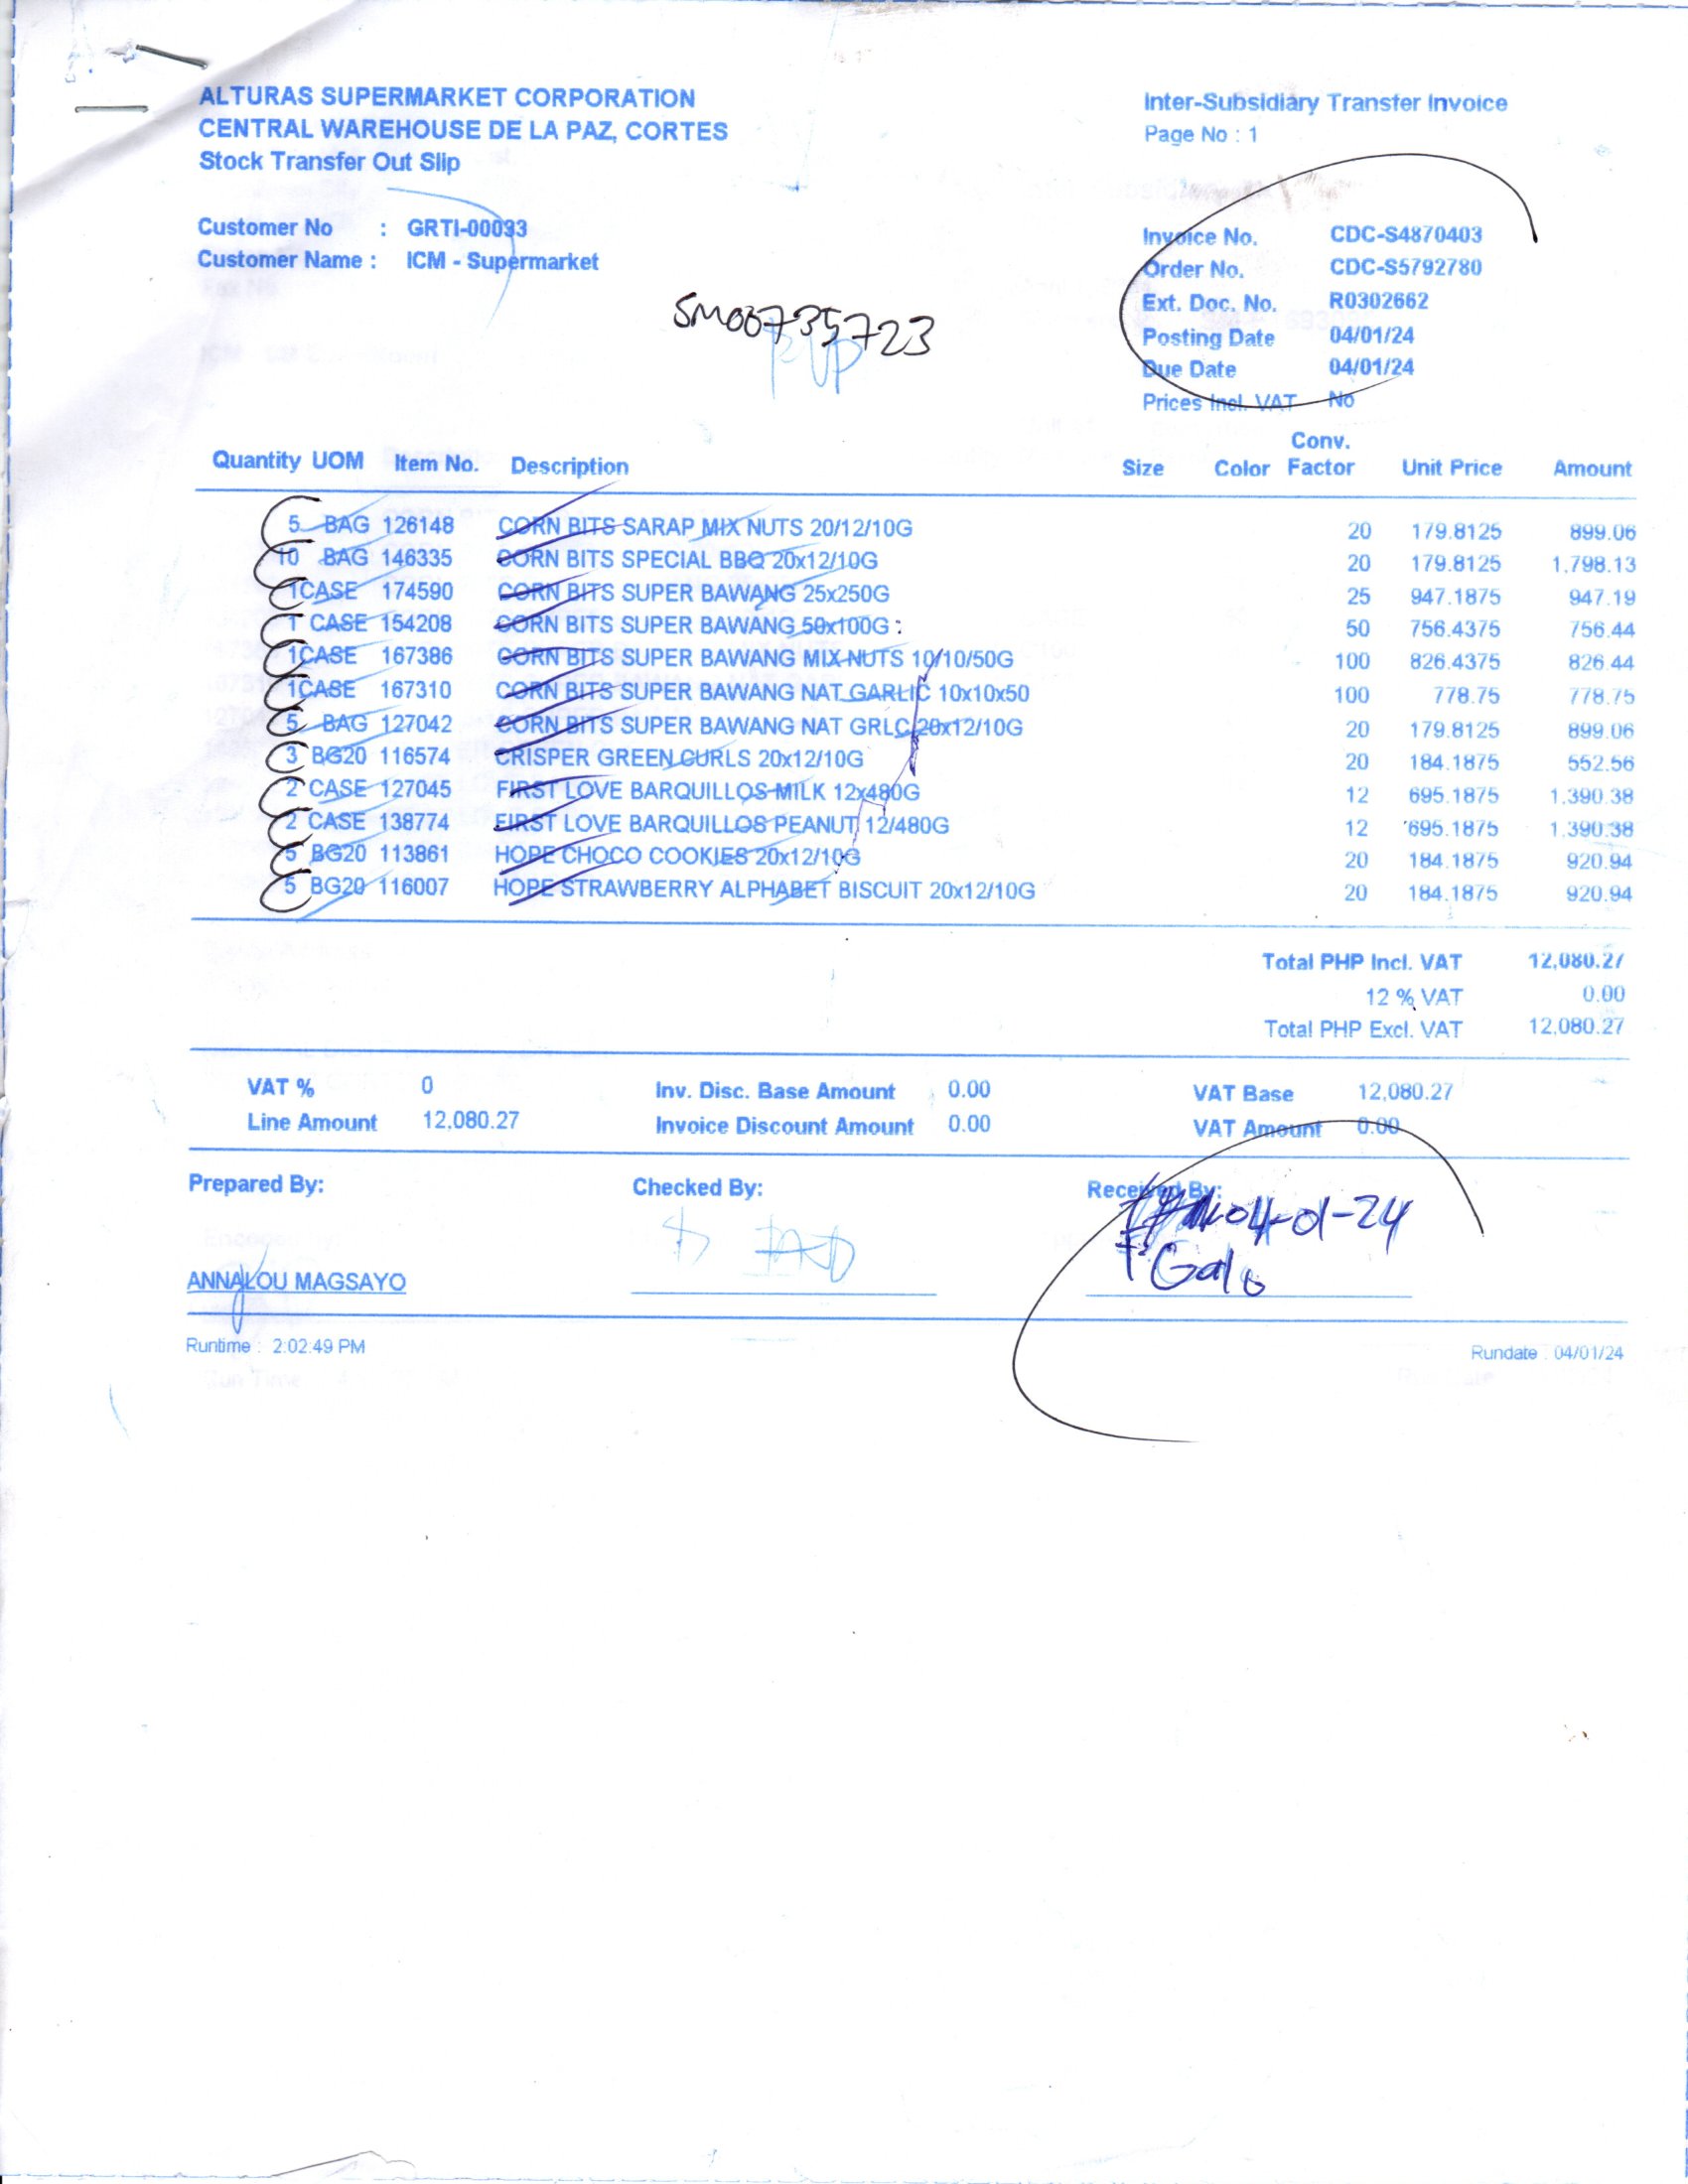 ALTURAS SUPERMARKET CORPORATION
CENTRAL WAREHOUSE DE LA PAZ, CORTES
Stock Transfer Out Slip
Inter-Subsidiary Transfer Invoice
Page No : 1
Customer No : GRTI-00033
Customer Name : ICM - Supermarket
SM00735723
Invoice No. CDC-S4870403
Order No. CDC-S5792780
Ext. Doc. No. R0302662
Posting Date 04/01/24
Due Date 04/01/24
Prices Incl. VAT No
Quantity UOM Item No. Description Size Color Conv. Factor Unit Price Amount
5 BAG 126148 CORN BITS SARAP MIX NUTS 20/12/10G 20 179.8125 899.06
10 BAG 146335 CORN BITS SPECIAL BBQ 20x12/10G 20 179.8125 1.798.13
1CASE 174590 CORN BITS SUPER BAWANG 25x250G 25 947.1875 947.19
1 CASE 154208 CORN BITS SUPER BAWANG 50x100G 50 756.4375 756.44
1CASE 167386 CORN BITS SUPER BAWANG MIX NUTS 10/10/50G 100 826.4375 826.44
1CASE 167310 CORN BITS SUPER BAWANG NAT GARLIC 10x10x50 100 778.75 778.75
5 BAG 127042 CORN BITS SUPER BAWANG NAT GRLC 20x12/10G 20 179.8125 899.06
3 BG20 116574 CRISPER GREEN CURLS 20x12/10G 20 184.1875 552.56
2 CASE 127045 FIRST LOVE BARQUILLOS MILK 12x480G 12 695.1875 1.390.38
2 CASE 138774 FIRST LOVE BARQUILLOS PEANUT 12/480G 12 695.1875 1.390.38
5 BG20 113861 HOPE CHOCO COOKIES 20x12/10G 20 184.1875 920.94
5 BG20 116007 HOPE STRAWBERRY ALPHABET BISCUIT 20x12/10G 20 184.1875 920.94
Total PHP Incl. VAT 12,080.27
12 % VAT 0.00
Total PHP Excl. VAT 12,080.27
VAT % 0 Inv. Disc. Base Amount 0.00 VAT Base 12,080.27
Line Amount 12,080.27 Invoice Discount Amount 0.00 VAT Amount 0.00
Prepared By: Checked By: Received By:
04-01-24
Galo
ANNALOU MAGSAYO
Runtime : 2:02:49 PM
Rundate : 04/01/24